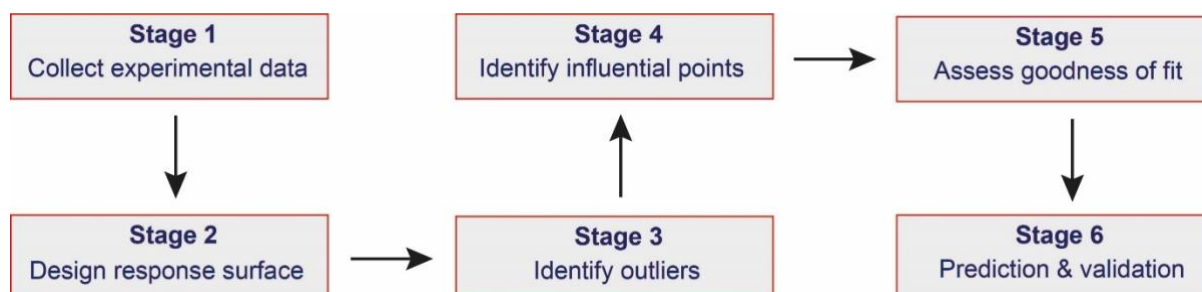 Stage 1
Collect experimental data
Stage 2
Design response surface
Stage 3
Identify outliers
Stage 4
Identify influential points
Stage 5
Assess goodness of fit
Stage 6
Prediction & validation